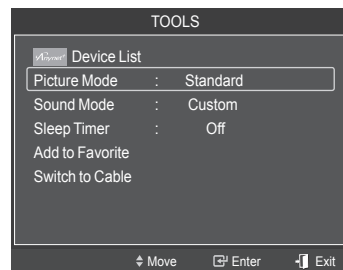 TOOLS
Anynet+ Device List
Picture Mode : Standard
Sound Mode : Custom
Sleep Timer : Off
Add to Favorite
Switch to Cable
Move Enter Exit